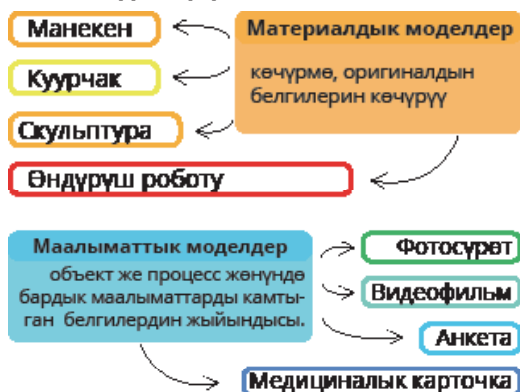 Манекен
Куурчак
Скульптура
Өндүрүш роботу
Материалдык моделдер
көчүрмө, оригиналдын
белгилерин көчүрүү
Маалыматтык моделдер
объект же процесс жөнүндө
бардык маалыматтарды камты-
ган белгилердин жыйындысы.
Фотосүрөт
Видеофильм
Анкета
Медициналык карточка